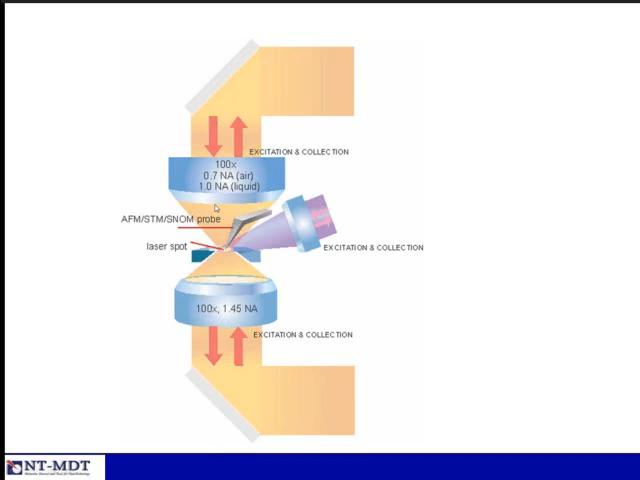 EXCITATION & COLLECTION
100x
0.7 NA (air)
1.0 NA (liquid)
AFM/STM/SNOM probe
laser spot
EXCITATION & COLLECTION
100x, 1.45 NA
EXCITATION & COLLECTION
NT-MDT